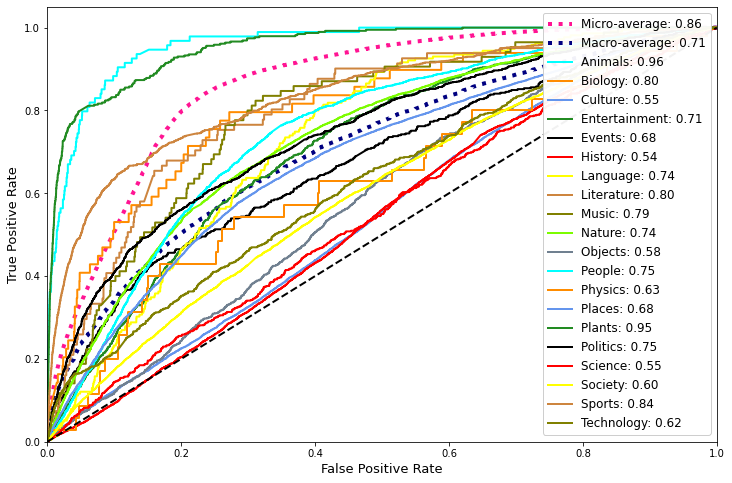 1.0
0.8
0.6
0.4
0.2
0.0
True Positive Rate
0.0 0.2 0.4 0.6 0.8 1.0
False Positive Rate
Micro-average: 0.86
Macro-average: 0.71
Animals: 0.96
Biology: 0.80
Culture: 0.55
Entertainment: 0.71
Events: 0.68
History: 0.54
Language: 0.74
Literature: 0.80
Music: 0.79
Nature: 0.74
Objects: 0.58
People: 0.75
Physics: 0.63
Places: 0.68
Plants: 0.95
Politics: 0.75
Science: 0.55
Society: 0.60
Sports: 0.84
Technology: 0.62